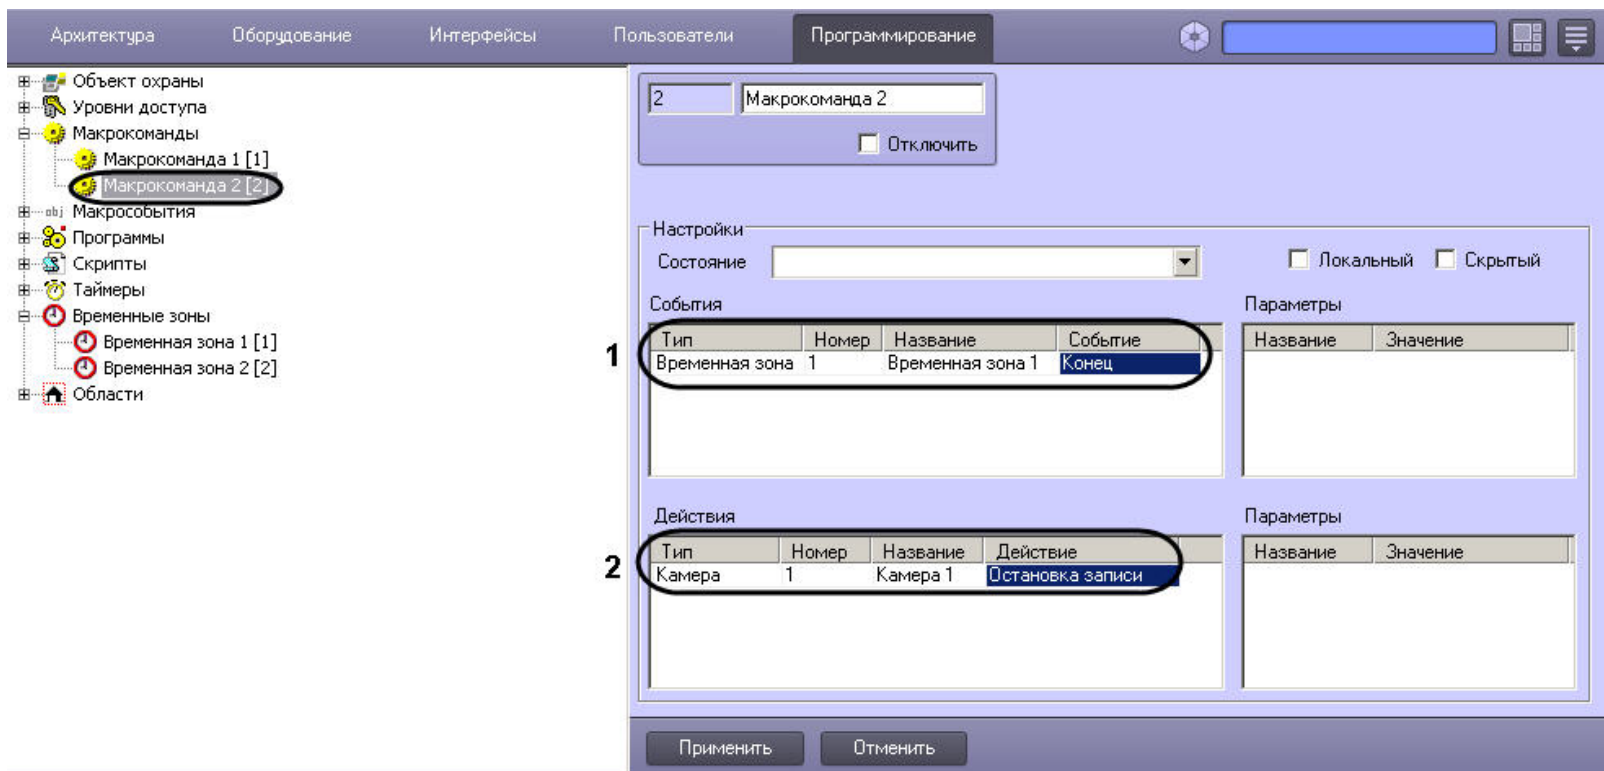 Архитектура Оборудование Интерфейсы Пользователи Программирование
Объект охраны
Уровни доступа
Макрокоманды
Макрокоманда 1 [1]
Макрокоманда 2 [2]
obj Макрособытия
Программы
Скрипты
Таймеры
Временные зоны
Временная зона 1 [1]
Временная зона 2 [2]
Области
2 Макрокоманда 2
Отключить
Настройки
Состояние Локальный Скрытый
События Параметры
1
Тип Номер Название Событие Название Значение
Временная зона 1 Временная зона 1 Конец
Действия Параметры
2
Тип Номер Название Действие Название Значение
Камера 1 Камера 1 Остановка записи
Применить Отменить